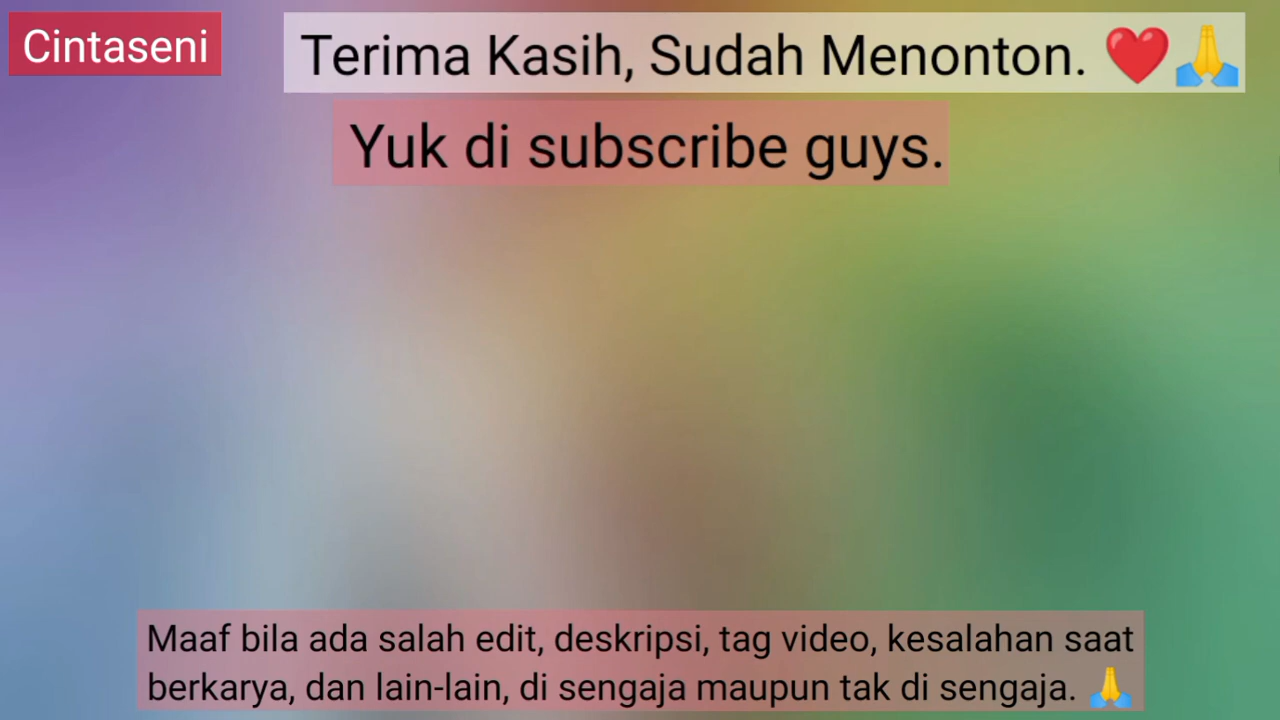 Cintaseni
Terima Kasih, Sudah Menonton. ❤️🙏
Yuk di subscribe guys.
Maaf bila ada salah edit, deskripsi, tag video, kesalahan saat
berkarya, dan lain-lain, di sengaja maupun tak di sengaja. 🙏